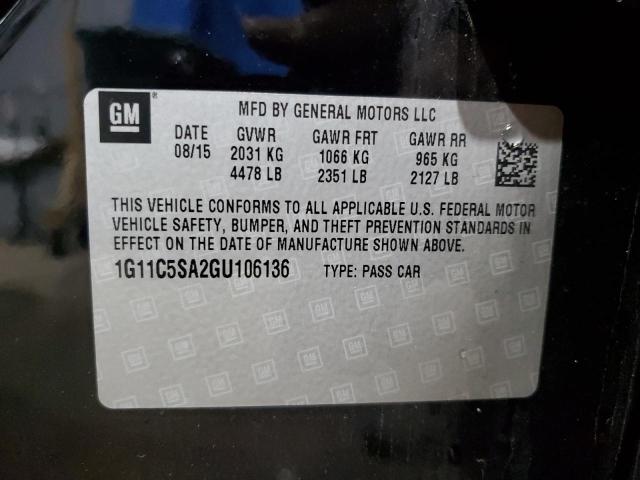 GM ® MFD BY GENERAL MOTORS LLC
DATE GVWR GAWR FRT GAWR RR
08/15 2031 KG 1066 KG 965 KG
4478 LB 2351 LB 2127 LB
THIS VEHICLE CONFORMS TO ALL APPLICABLE U.S. FEDERAL MOTOR
VEHICLE SAFETY, BUMPER, AND THEFT PREVENTION STANDARDS IN
EFFECT ON THE DATE OF MANUFACTURE SHOWN ABOVE.
1G11C5SA2GU106136 TYPE: PASS CAR